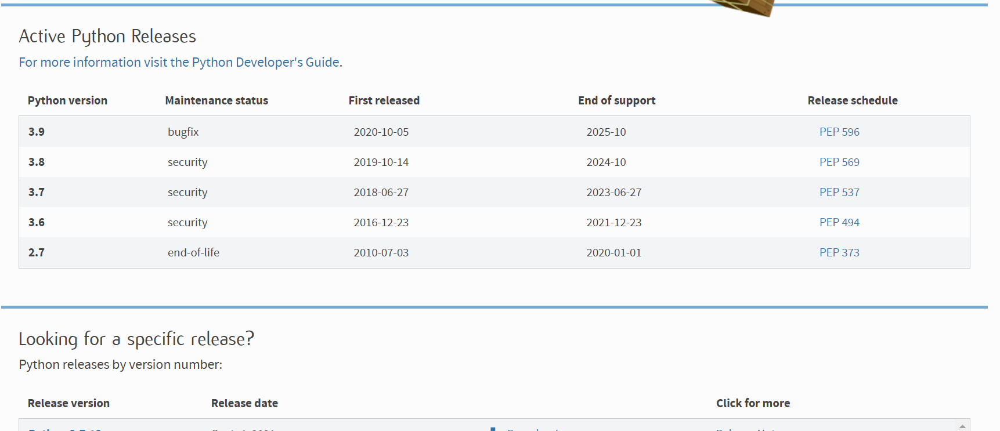 Active Python Releases
For more information visit the Python Developer's Guide.
Python version Maintenance status First released End of support Release schedule
3.9 bugfix 2020-10-05 2025-10 PEP 596
3.8 security 2019-10-14 2024-10 PEP 569
3.7 security 2018-06-27 2023-06-27 PEP 537
3.6 security 2016-12-23 2021-12-23 PEP 494
2.7 end-of-life 2010-07-03 2020-01-01 PEP 373
Looking for a specific release?
Python releases by version number:
Release version Release date Click for more